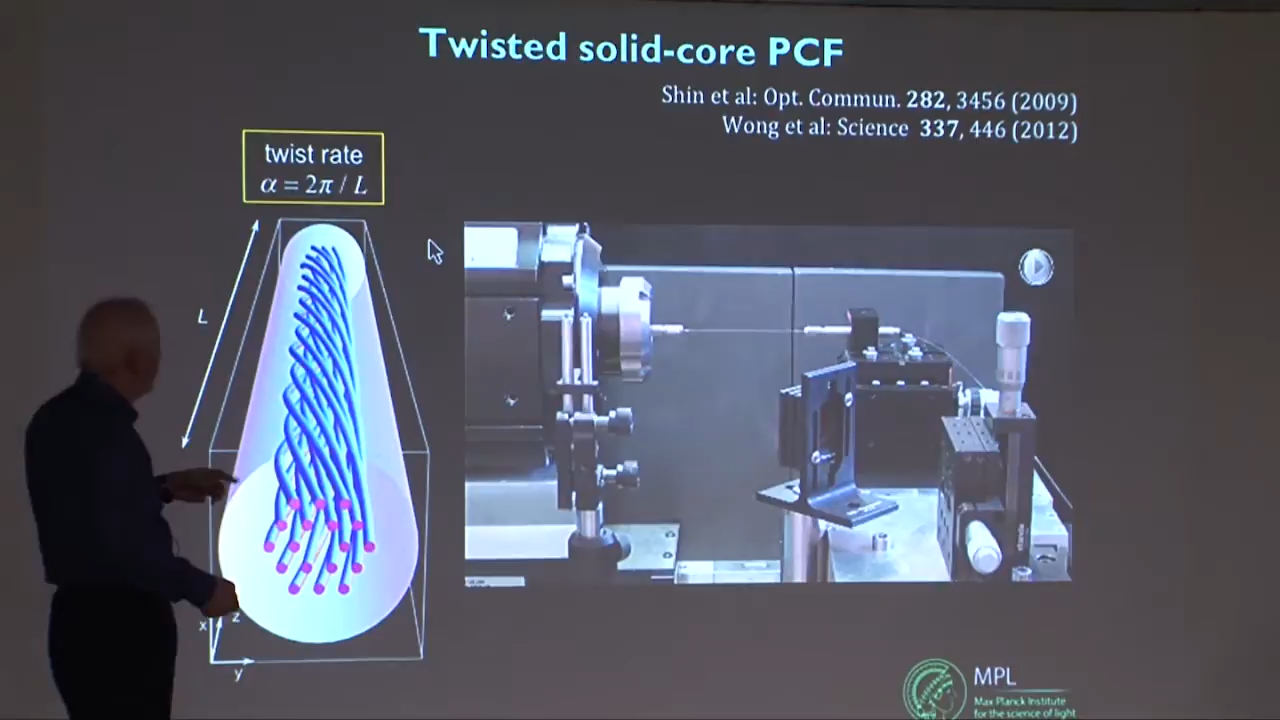 Twisted solid-core PCF
Shin et al: Opt. Commun. 282, 3456 (2009)
Wong et al: Science 337, 446 (2012)
twist rate
α = 2π / L
L
x
z
y
MPL
Max Planck Institute
for the science of light